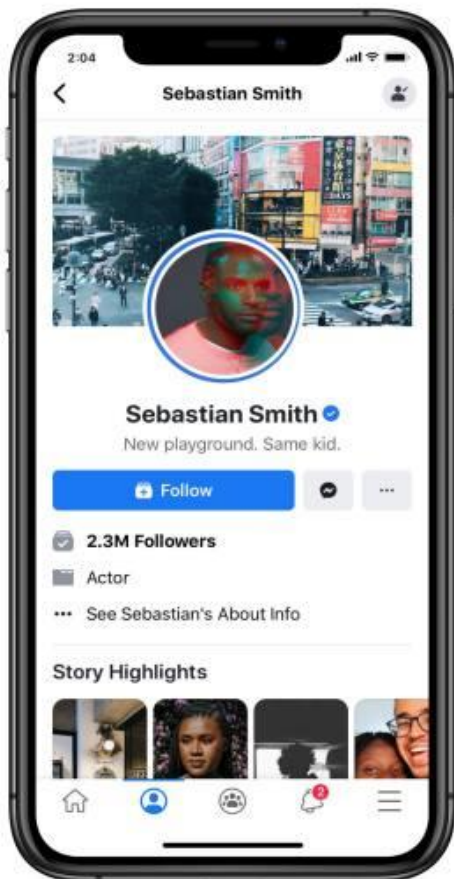 2:04
Sebastian Smith
Sebastian Smith
New playground. Same kid.
Follow
2.3M Followers
Actor
See Sebastian's About Info
Story Highlights
2